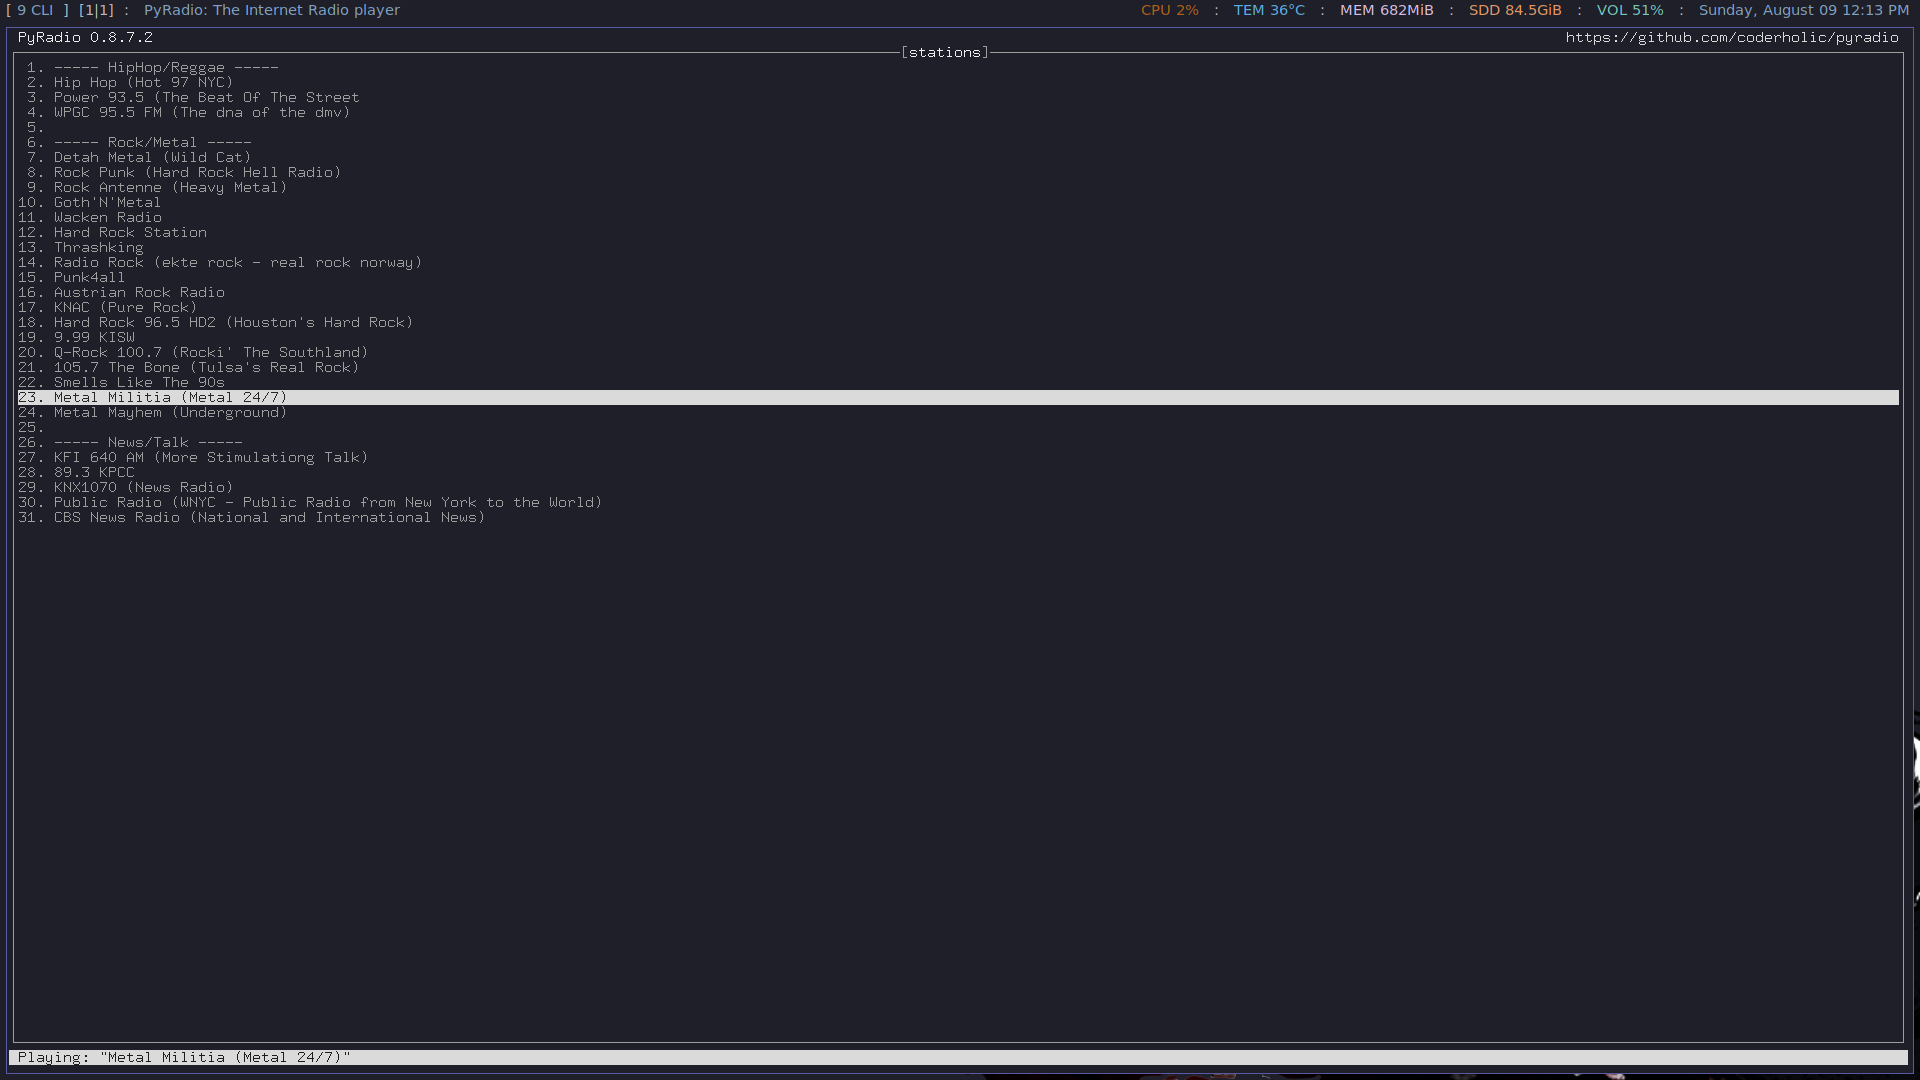 [ 9 CLI ] [1|1] : PyRadio: The Internet Radio player CPU 2% : TEM 36°C : MEM 682MiB : SDD 84.5GiB : VOL 51% : Sunday, August 09 12:13 PM
PyRadio 0.8.7.2 https://github.com/coderholic/pyradio
[stations]
1. ----- HipHop/Reggae -----
2. Hip Hop (Hot 97 NYC)
3. Power 93.5 (The Beat Of The Street
4. WPGC 95.5 FM (The dna of the dmv)
5.
6. ----- Rock/Metal -----
7. Detah Metal (Wild Cat)
8. Rock Punk (Hard Rock Hell Radio)
9. Rock Antenne (Heavy Metal)
10. Goth'N'Metal
11. Wacken Radio
12. Hard Rock Station
13. Thrashking
14. Radio Rock (ekte rock - real rock norway)
15. Punk4all
16. Austrian Rock Radio
17. KNAC (Pure Rock)
18. Hard Rock 96.5 HD2 (Houston's Hard Rock)
19. 9.99 KISW
20. Q-Rock 100.7 (Rocki' The Southland)
21. 105.7 The Bone (Tulsa's Real Rock)
22. Smells Like The 90s
23. Metal Militia (Metal 24/7)
24. Metal Mayhem (Underground)
25.
26. ----- News/Talk -----
27. KFI 640 AM (More Stimulationg Talk)
28. 89.3 KPCC
29. KNX1070 (News Radio)
30. Public Radio (WNYC - Public Radio from New York to the World)
31. CBS News Radio (National and International News)
Playing: "Metal Militia (Metal 24/7)"